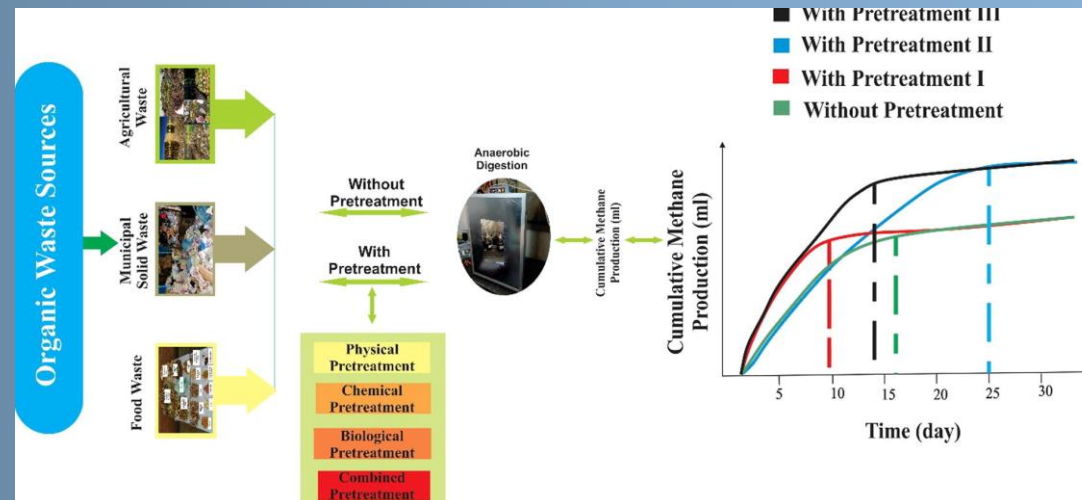 Organic Waste Sources
Agricultural
Waste
Municipal
Solid Waste
Food Waste
Without
Pretreatment
With
Pretreatment
Physical
Pretreatment
Chemical
Pretreatment
Biological
Pretreatment
Combined
Pretreatment
Anaerobic
Digestion
Cumulative Methane
Production (ml)
With Pretreatment III
With Pretreatment II
With Pretreatment I
Without Pretreatment
Cumulative Methane
Production (ml)
5 10 15 20 25 30
Time (day)